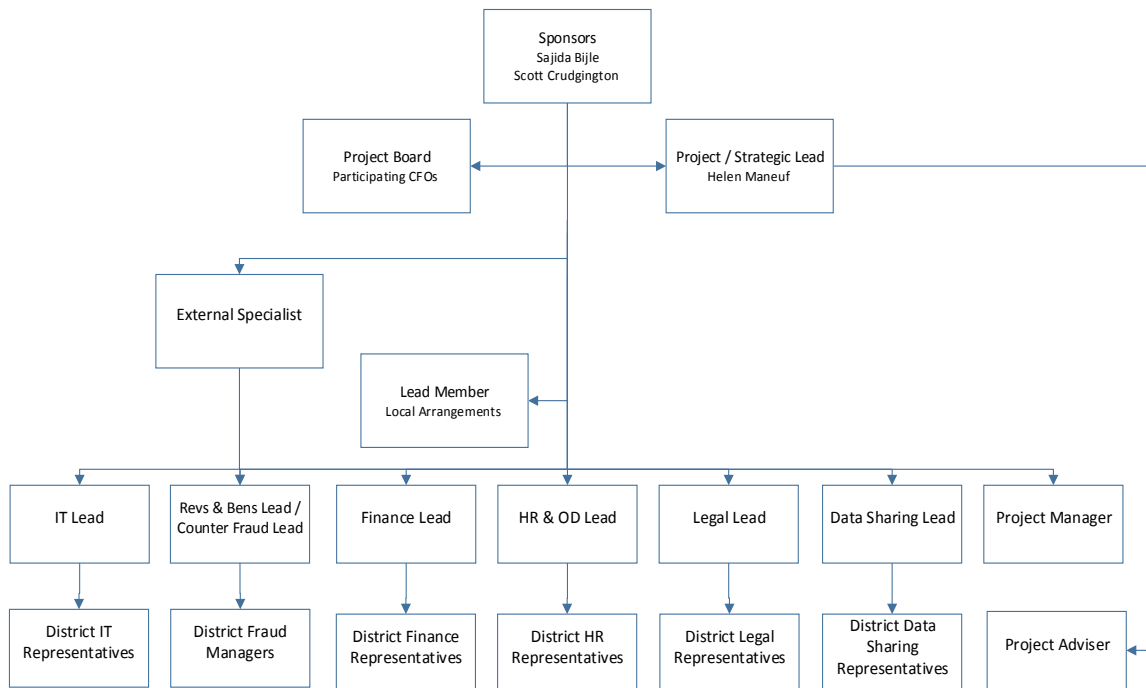 Sponsors
Sajida Bijle
Scott Crudgington
Project Board
Participating CFOs
Project / Strategic Lead
Helen Maneuf
External Specialist
Lead Member
Local Arrangements
IT Lead
Revs & Bens Lead /
Counter Fraud Lead
Finance Lead
HR & OD Lead
Legal Lead
Data Sharing Lead
Project Manager
District IT
Representatives
District Fraud
Managers
District Finance
Representatives
District HR
Representatives
District Legal
Representatives
District Data
Sharing
Representatives
Project Adviser